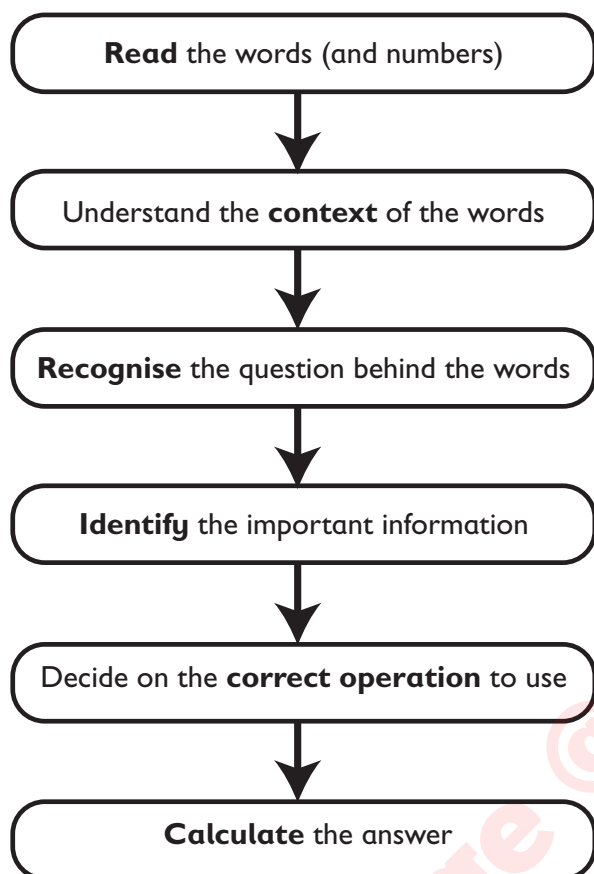 Read the words (and numbers)
Understand the context of the words
Recognise the question behind the words
Identify the important information
Decide on the correct operation to use
Calculate the answer